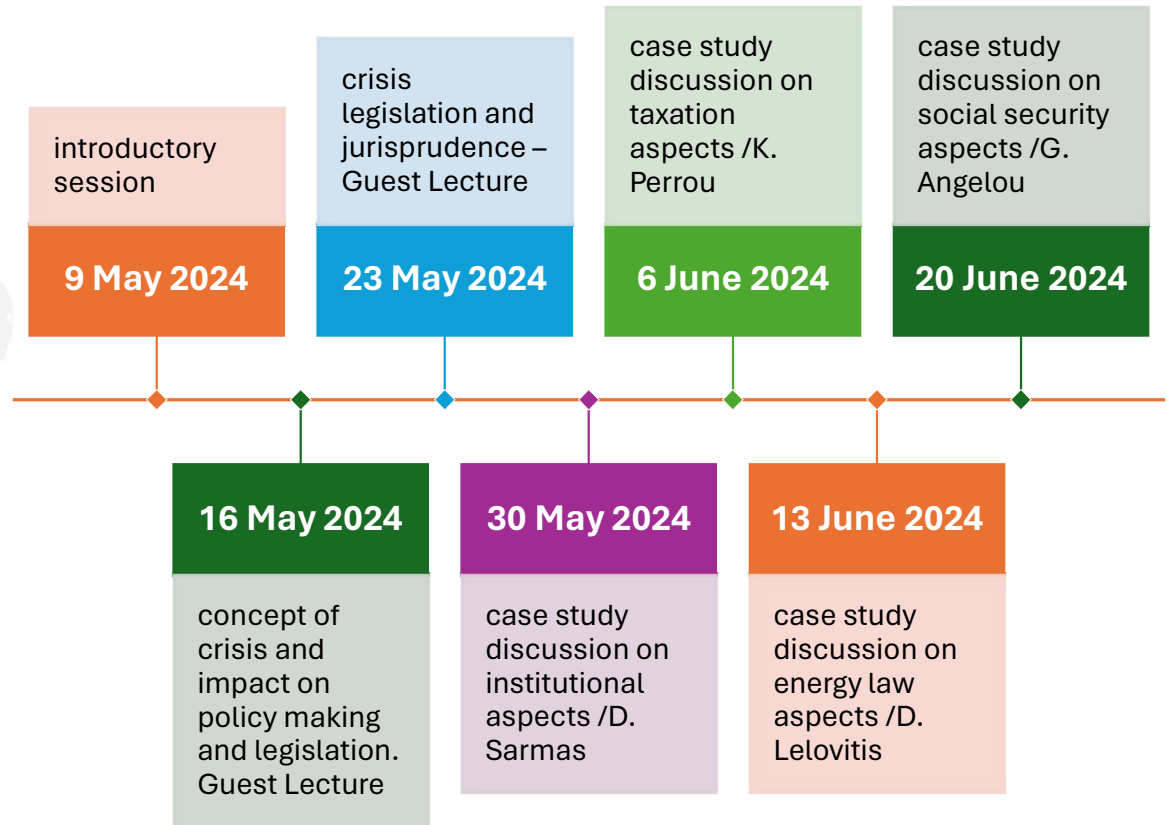 introductory
session
9 May 2024
crisis
legislation and
jurisprudence –
Guest Lecture
23 May 2024
case study
discussion on
taxation
aspects /K.
Perrou
6 June 2024
case study
discussion on
social security
aspects /G.
Angelou
20 June 2024
16 May 2024
concept of
crisis and
impact on
policy making
and legislation.
Guest Lecture
30 May 2024
case study
discussion on
institutional
aspects /D.
Sarmas
13 June 2024
case study
discussion on
energy law
aspects /D.
Lelovitis